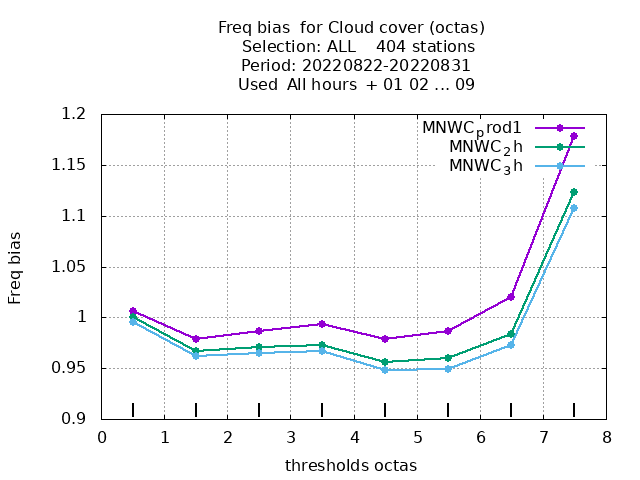 Freq bias  for Cloud cover (octas)
Selection: ALL    404 stations
Period: 20220822-20220831
Used  All hours  + 01 02 ... 09
1.2
1.15
1.1
1.05
1
0.95
0.9
Freq bias
MNWCprod1
MNWC2h
MNWC3h
0 1 2 3 4 5 6 7 8
thresholds octas